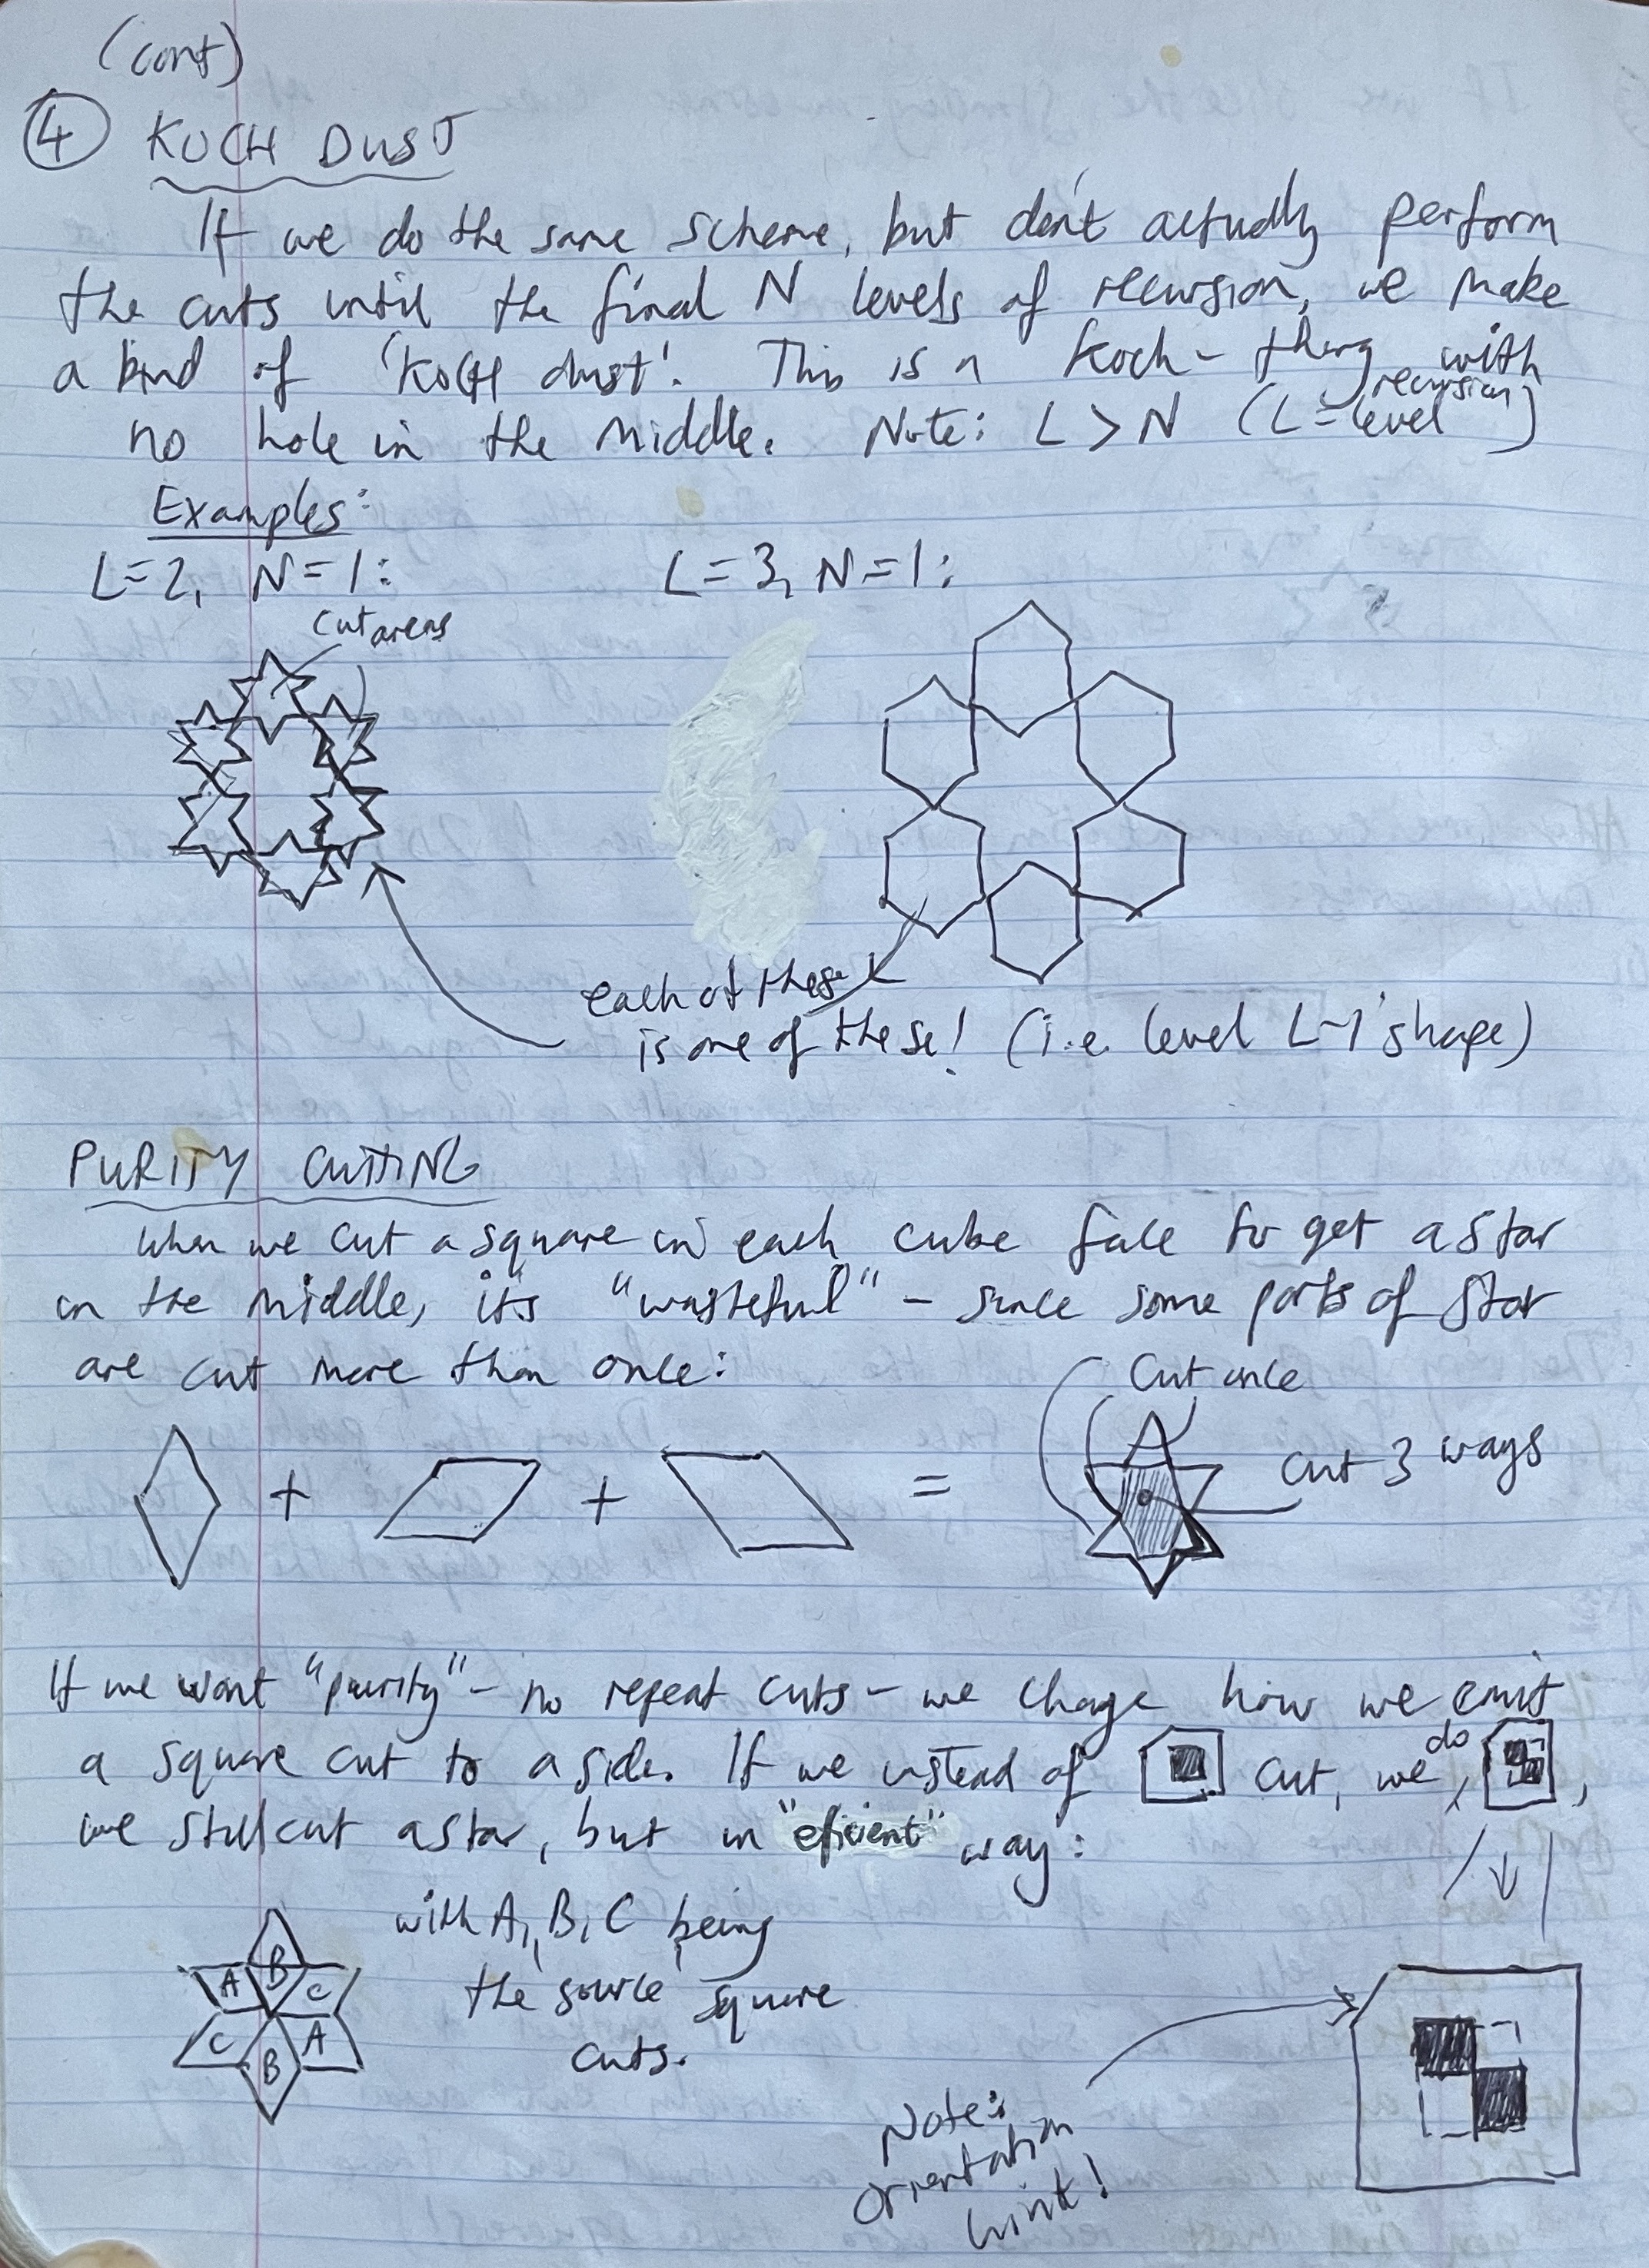 (cont)
④ KOCH DUST
If we do the same scheme, but don't actually perform
the cuts until the final N levels of recursion, we make
a kind of 'KOCH dust'. This is a Koch-thing with
no hole in the middle. Note: L > N (L = recursion level)
Examples:
L=2, N=1: L=3, N=1:
cut areas
each of these
is one of these! (i.e. level L-1 shape)
PURITY CUTTING
When we cut a square in each cube face to get a star
in the middle, its "wasteful" - since some parts of star
are cut more than once:
Cut once
+ + = Cut 3 ways
If we want "purity" - no repeat cuts - we change how we emit
a square cut to a side. If we instead of cut, we do ,
we still cut a star, but in "eficient" way:
with A, B, C being
the 'source' square
cuts.
B
A C
C A
B
Note:
orientation
hint!